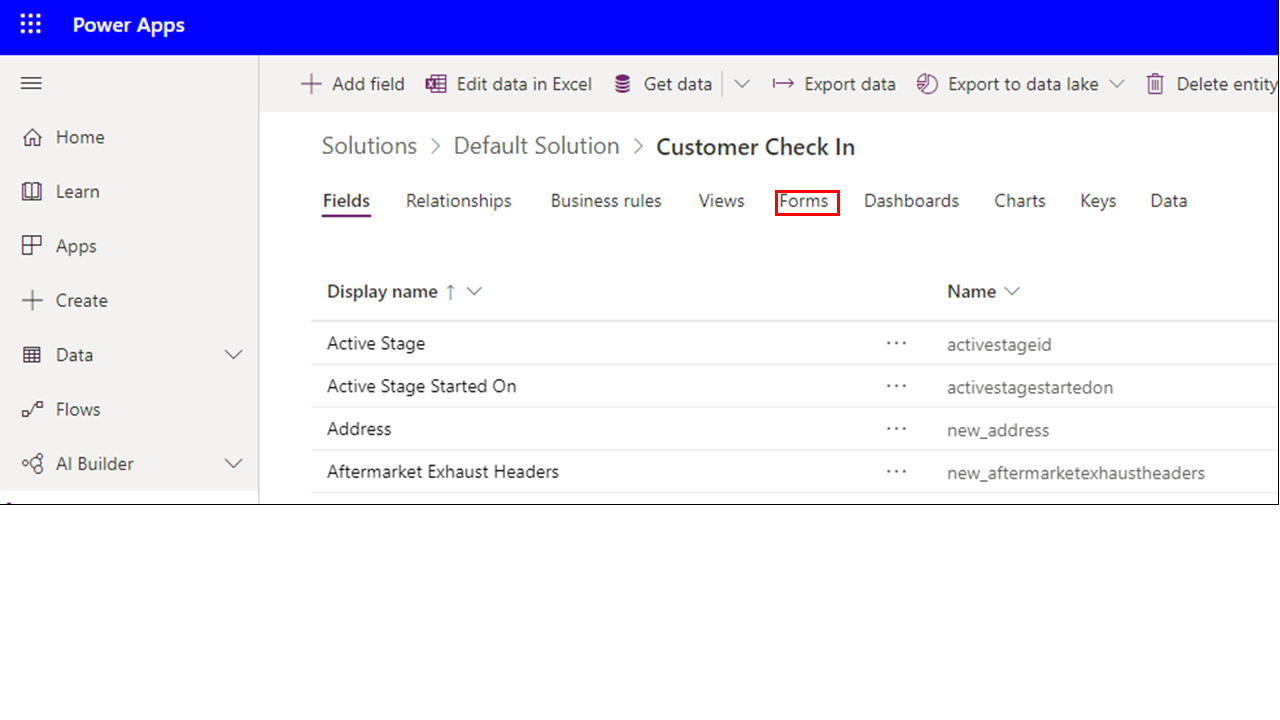 Power Apps
Add field Edit data in Excel Get data Export data Export to data lake Delete entity
Home
Learn
Apps
Create
Data
Flows
AI Builder
Solutions > Default Solution > Customer Check In
Fields Relationships Business rules Views Forms Dashboards Charts Keys Data
Display name ↑ Name
Active Stage ··· activestageid
Active Stage Started On ··· activestagestartedon
Address ··· new_address
Aftermarket Exhaust Headers ··· new_aftermarketexhaustheaders